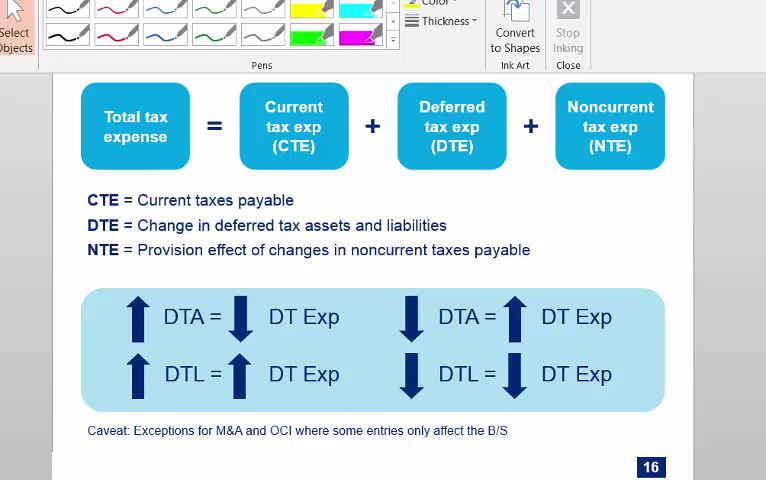 Select
Objects
Color
Thickness
Convert
to Shapes
Stop
Inking
Pens
Ink Art
Close
Total tax
expense
=
Current
tax exp
(CTE)
+
Deferred
tax exp
(DTE)
+
Noncurrent
tax exp
(NTE)
CTE = Current taxes payable
DTE = Change in deferred tax assets and liabilities
NTE = Provision effect of changes in noncurrent taxes payable
DTA = DT Exp
DTA = DT Exp
DTL = DT Exp
DTL = DT Exp
Caveat: Exceptions for M&A and OCI where some entries only affect the B/S
16